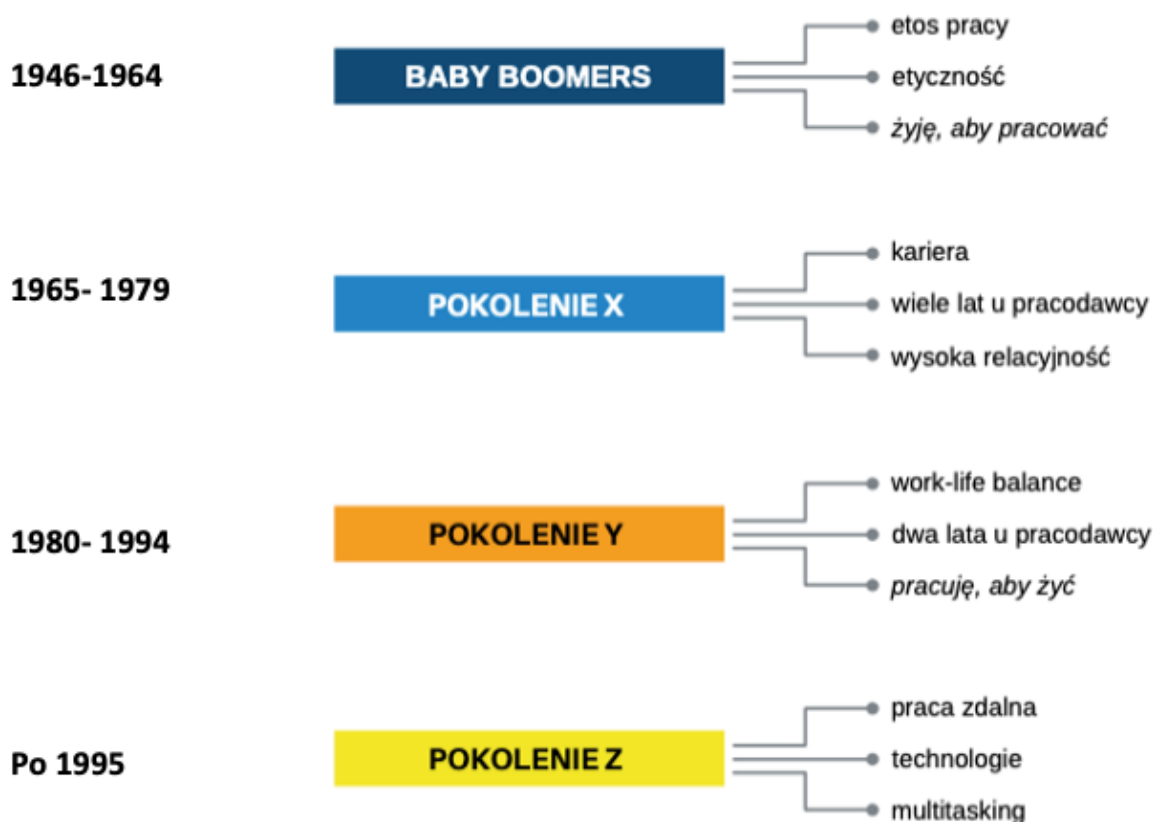 1946-1964
BABY BOOMERS
etos pracy
etyczność
żyję, aby pracować
1965- 1979
POKOLENIE X
kariera
wiele lat u pracodawcy
wysoka relacyjność
1980- 1994
POKOLENIE Y
work-life balance
dwa lata u pracodawcy
pracuję, aby żyć
Po 1995
POKOLENIE Z
praca zdalna
technologie
multitasking